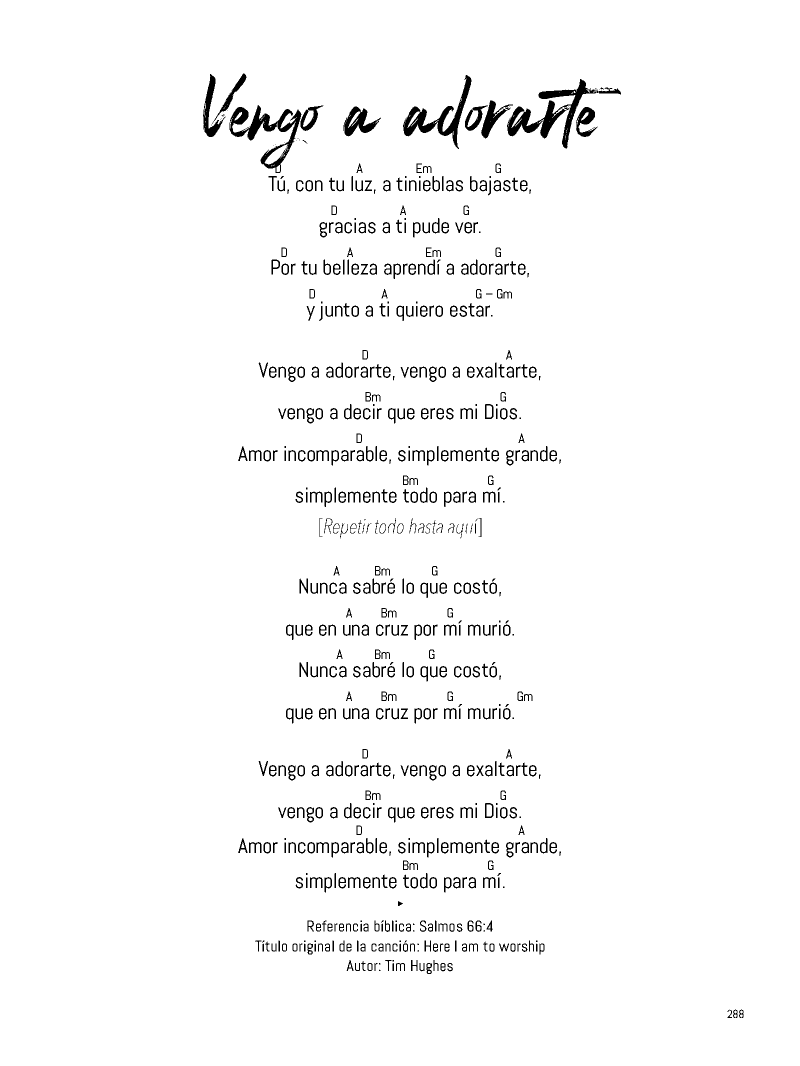 Vengo a adorarte
D A Em G
Tú, con tu luz, a tinieblas bajaste,
D A G
gracias a ti pude ver.
D A Em G
Por tu belleza aprendí a adorarte,
D A G – Gm
y junto a ti quiero estar.
D A
Vengo a adorarte, vengo a exaltarte,
Bm G
vengo a decir que eres mi Dios.
D A
Amor incomparable, simplemente grande,
Bm G
simplemente todo para mí.
[Repetir todo hasta aquí]
A Bm G
Nunca sabré lo que costó,
A Bm G
que en una cruz por mí murió.
A Bm G
Nunca sabré lo que costó,
A Bm G Gm
que en una cruz por mí murió.
D A
Vengo a adorarte, vengo a exaltarte,
Bm G
vengo a decir que eres mi Dios.
D A
Amor incomparable, simplemente grande,
Bm G
simplemente todo para mí.
Referencia bíblica: Salmos 66:4
Título original de la canción: Here I am to worship
Autor: Tim Hughes
288